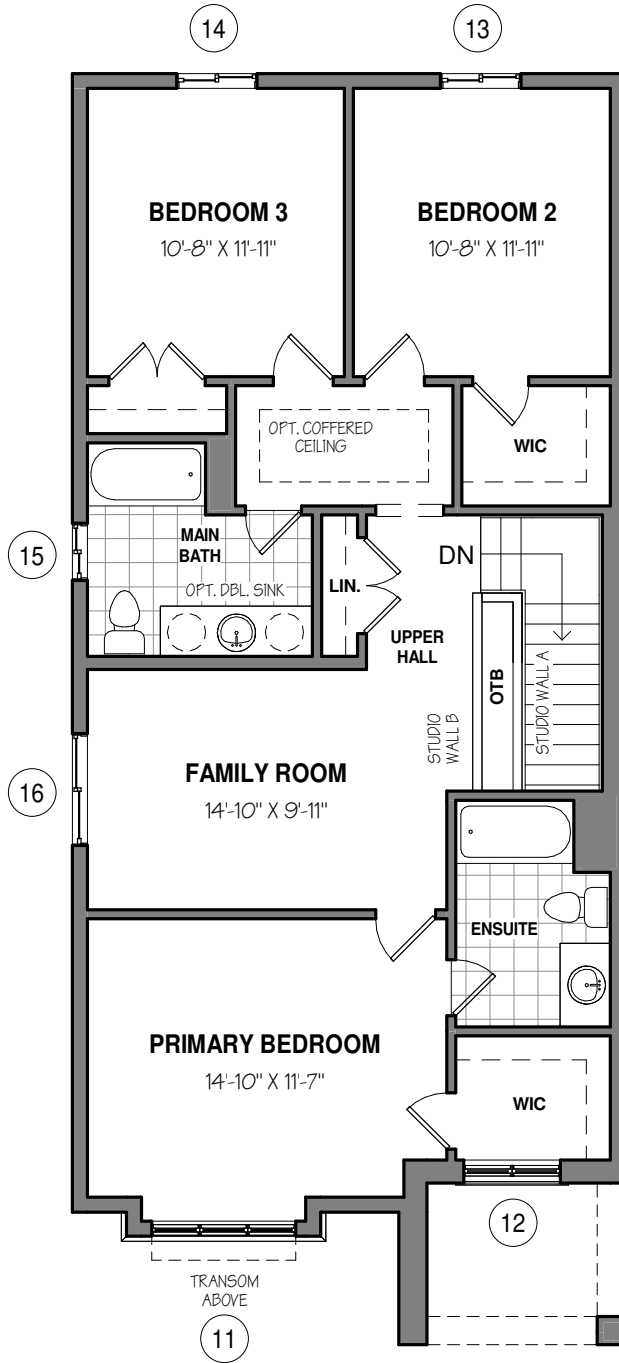 14
13
BEDROOM 3
10'-8" X 11'-11"
BEDROOM 2
10'-8" X 11'-11"
OPT. COFFERED
CEILING
WIC
15
MAIN
BATH
OPT. DBL. SINK
LIN.
DN
UPPER
HALL
OTB
STUDIO WALL A
STUDIO
WALL B
16
FAMILY ROOM
14'-10" X 9'-11"
ENSUITE
PRIMARY BEDROOM
14'-10" X 11'-7"
WIC
12
TRANSOM
ABOVE
11